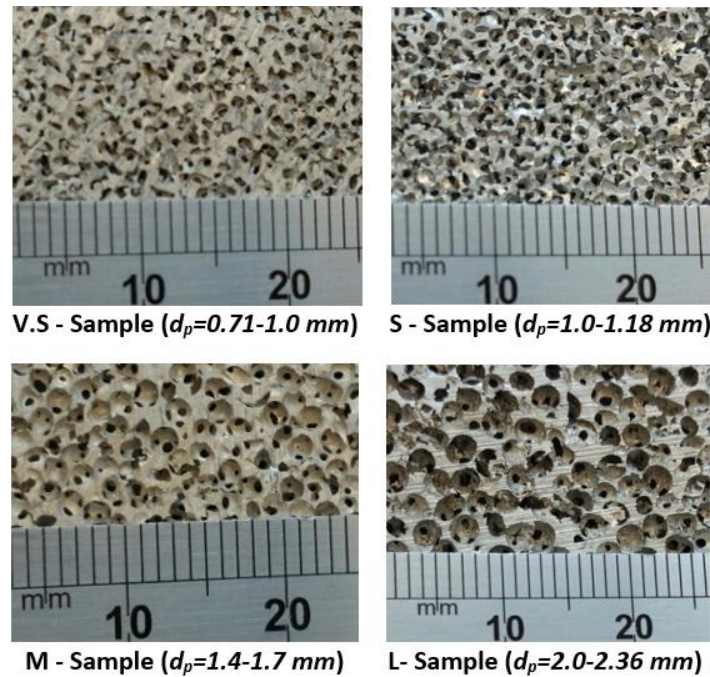 mm 10 20
mm 10 20
V.S - Sample (dp=0.71-1.0 mm)
S - Sample (dp=1.0-1.18 mm)
mm 10 20
mm 10 20
M - Sample (dp=1.4-1.7 mm)
L- Sample (dp=2.0-2.36 mm)